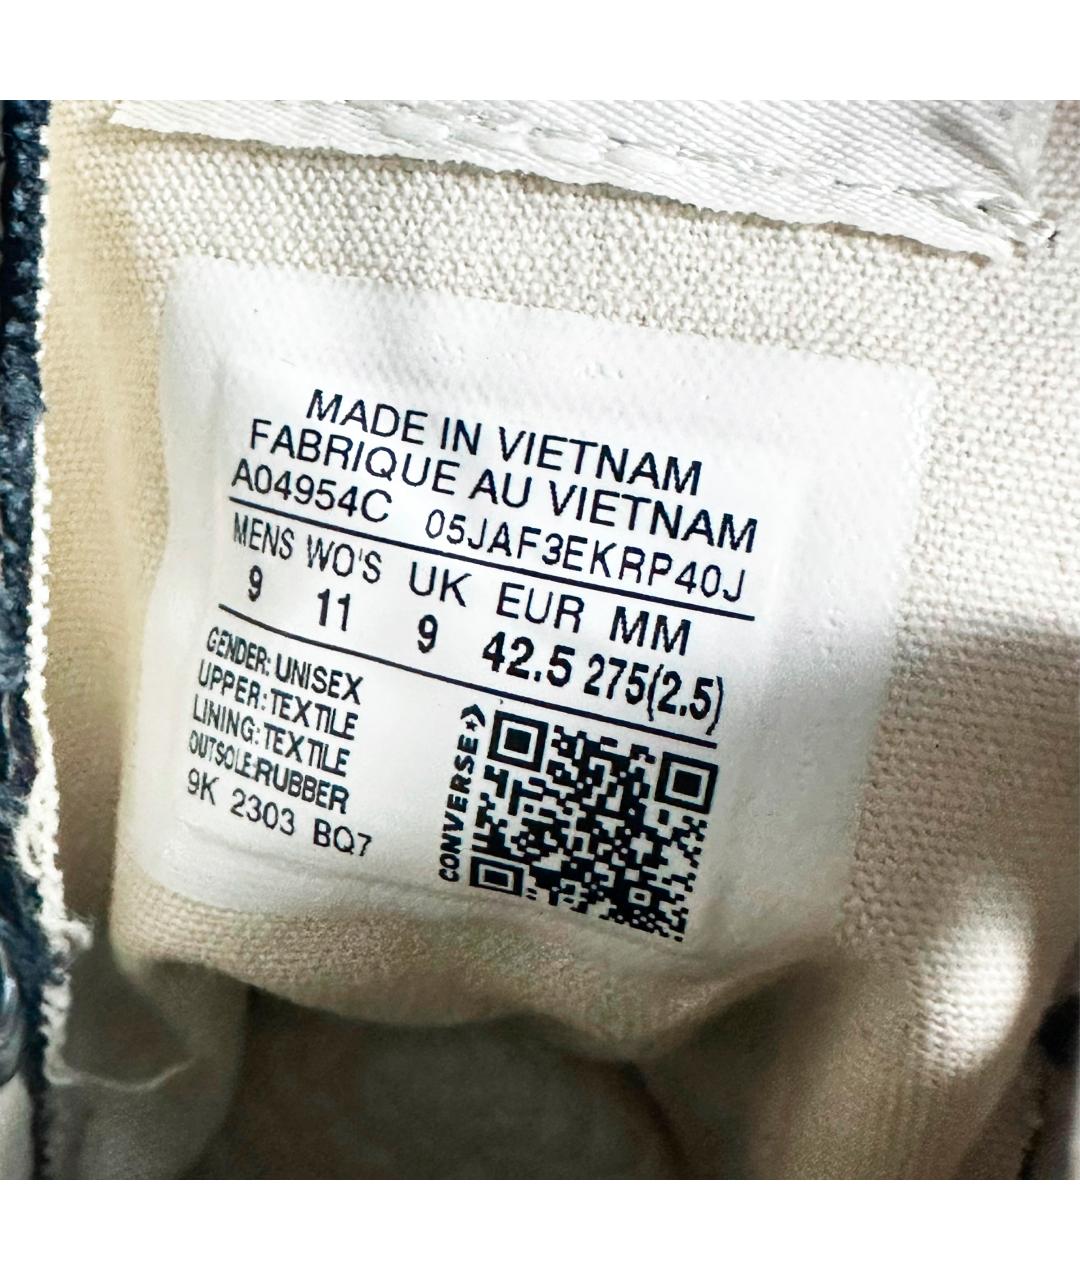 MADE IN VIETNAM
FABRIQUE AU VIETNAM
A04954C 05JAF3EKRP40J
MENS WO'S UK EUR MM
9 11 9 42.5 275(2.5)
GENDER: UNISEX
UPPER: TEXTILE
LINING: TEXTILE
OUTSOLE:RUBBER
9K 2303 BQ7
CONVERSE